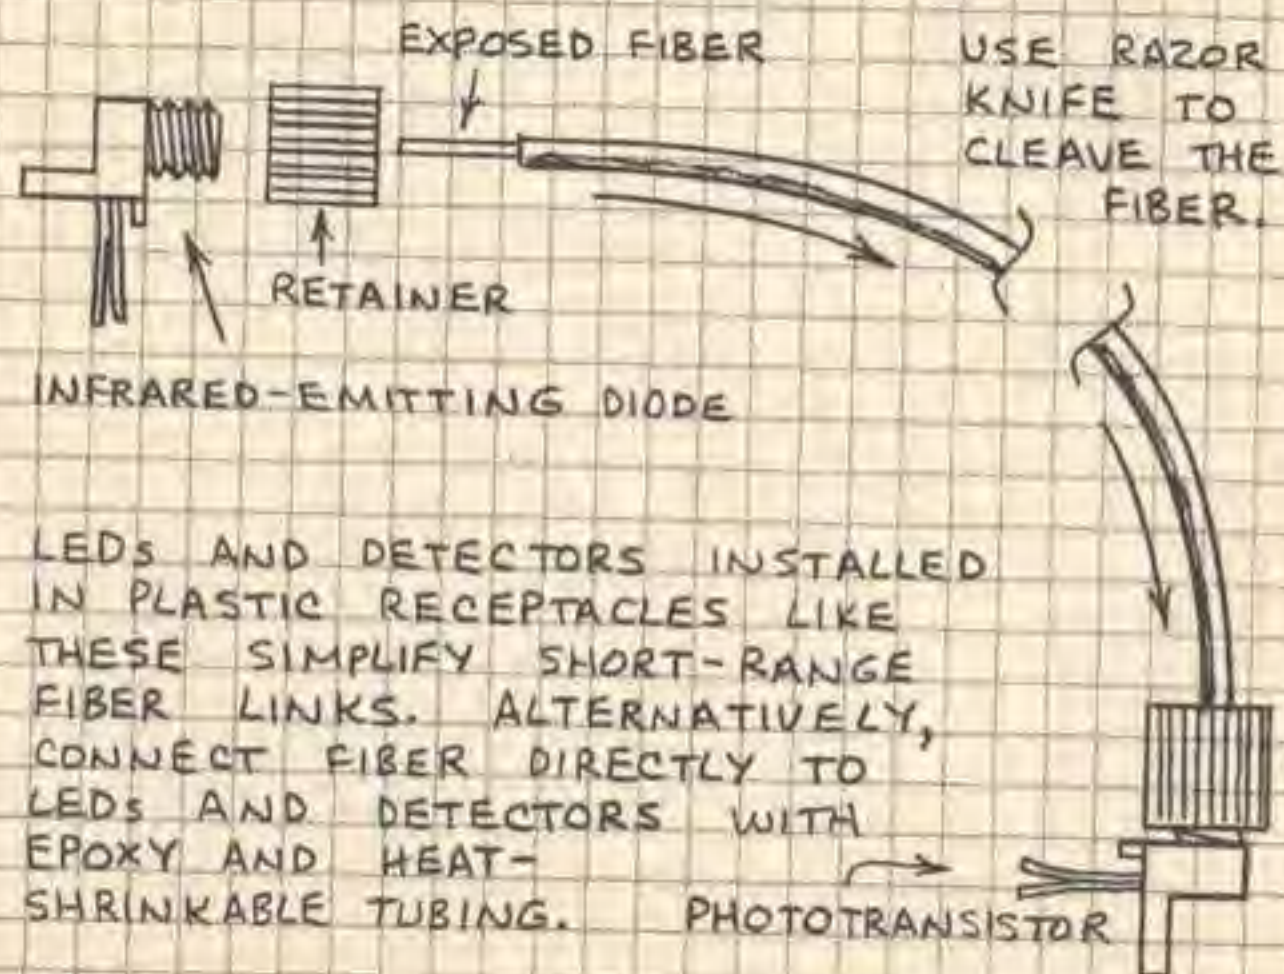 EXPOSED FIBER
USE RAZOR
KNIFE TO
CLEAVE THE
FIBER.
RETAINER
INFRARED-EMITTING DIODE
LEDs AND DETECTORS INSTALLED
IN PLASTIC RECEPTACLES LIKE
THESE SIMPLIFY SHORT-RANGE
FIBER LINKS. ALTERNATIVELY,
CONNECT FIBER DIRECTLY TO
LEDs AND DETECTORS WITH
EPOXY AND HEAT-
SHRINKABLE TUBING.
PHOTOTRANSISTOR